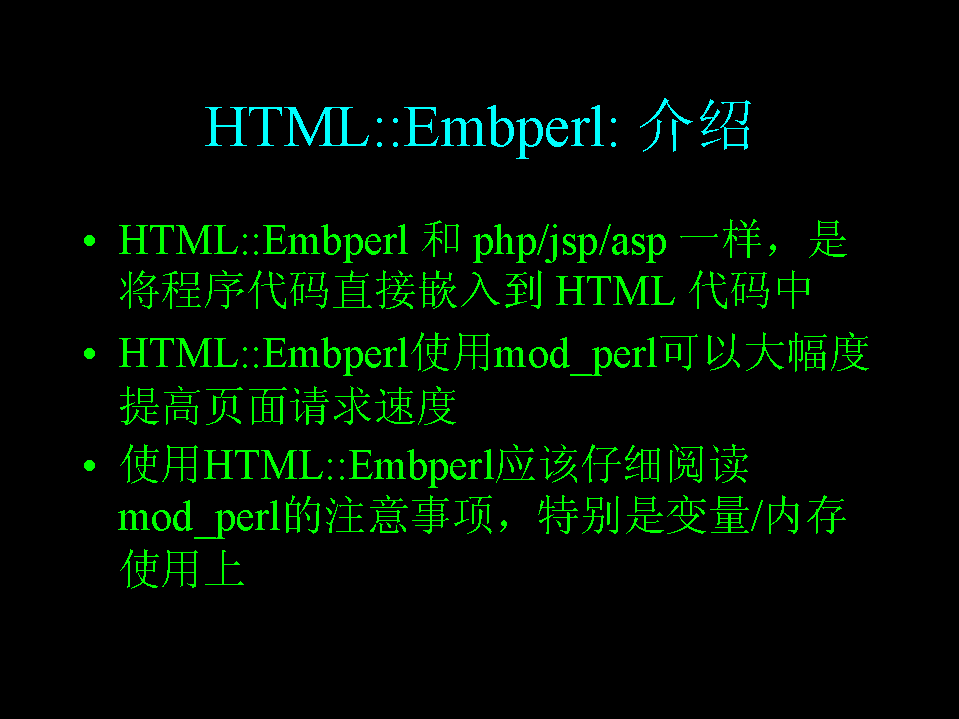 HTML::Embperl: 介绍
• HTML::Embperl 和 php/jsp/asp 一样，是
将程序代码直接嵌入到 HTML 代码中
• HTML::Embperl使用mod_perl可以大幅度
提高页面请求速度
• 使用HTML::Embperl应该仔细阅读
mod_perl的注意事项，特别是变量/内存
使用上